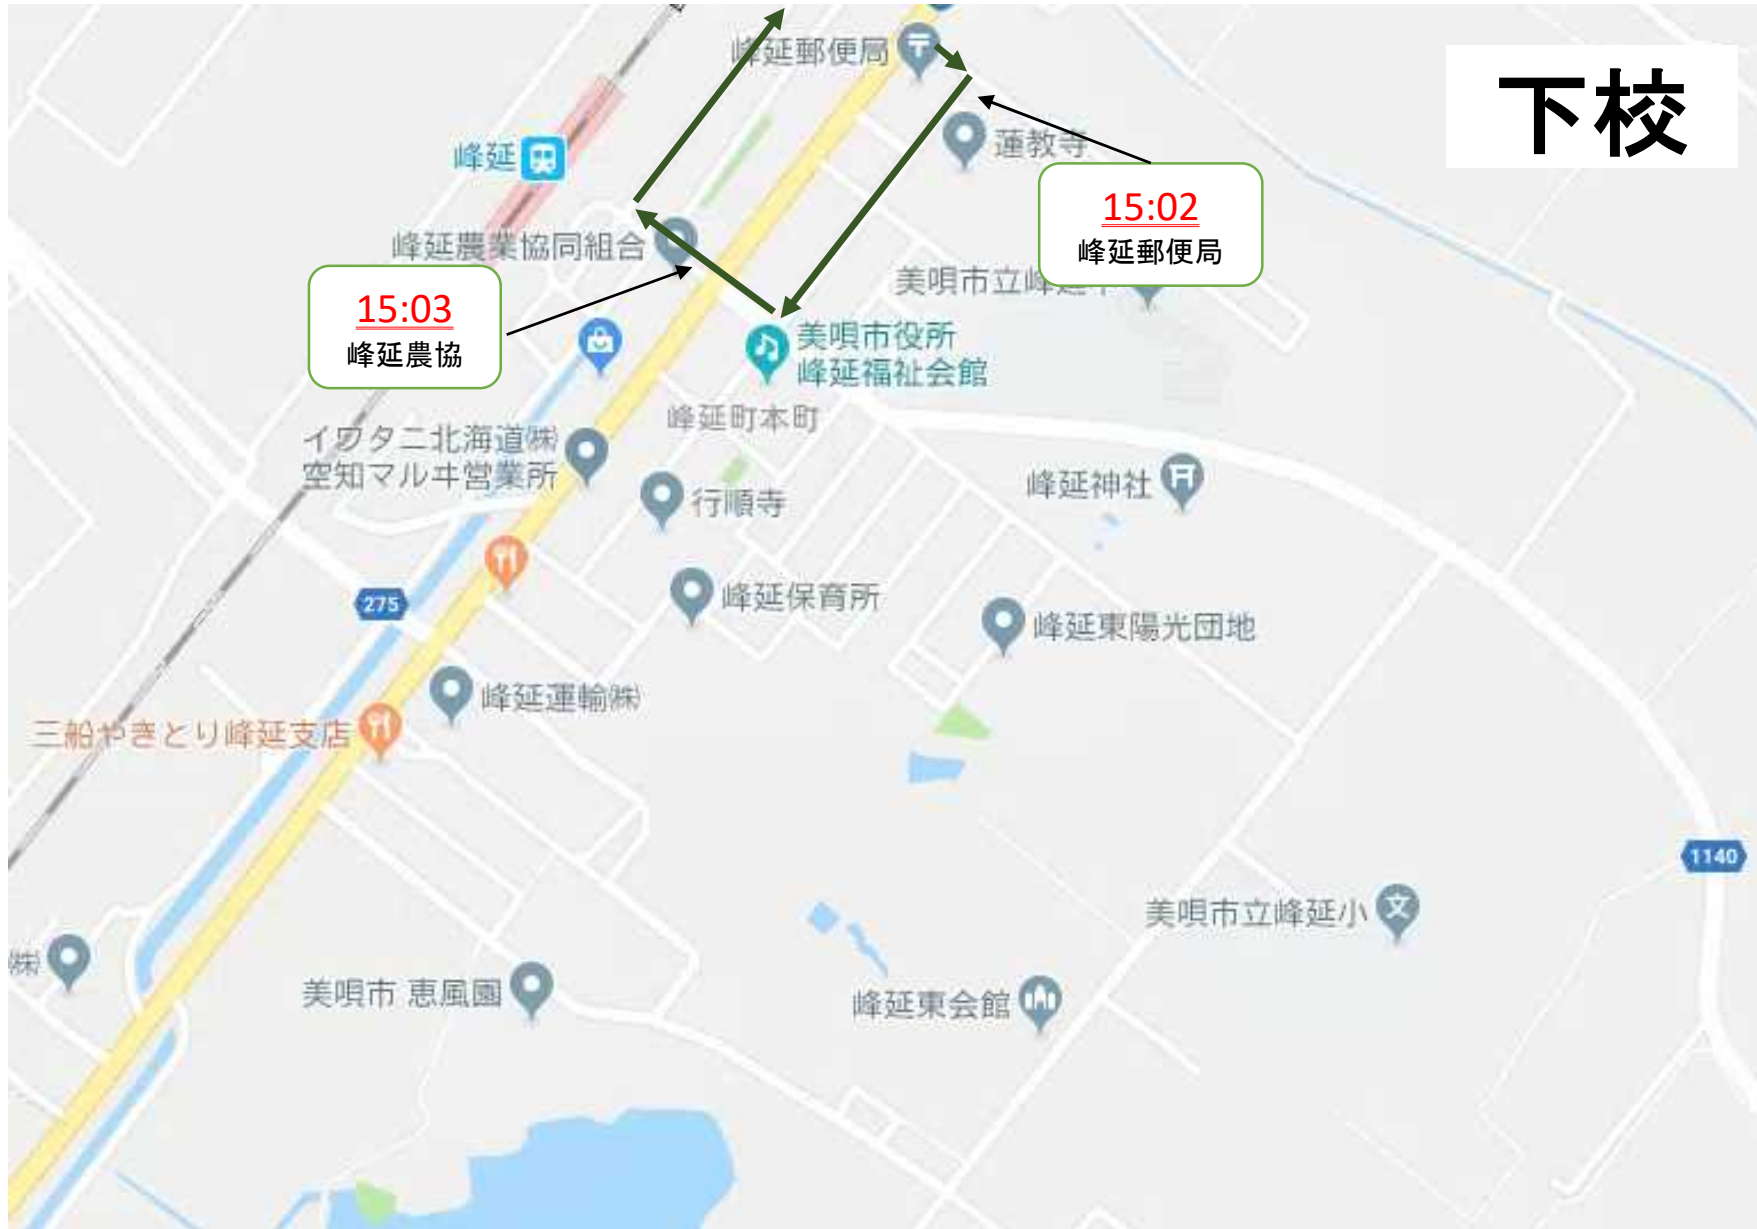 下校
峰延郵便局
蓮教寺
峰延
15:02
峰延郵便局
峰延農業協同組合
美唄市立峰延中
15:03
峰延農協
美唄市役所
峰延福祉会館
峰延町本町
イワタニ北海道㈱
空知マルヰ営業所
行順寺
峰延神社
275
峰延保育所
峰延東陽光団地
峰延運輸㈱
三船やきとり峰延支店
1140
美唄市立峰延小
㈱
美唄市 恵風園
峰延東会館